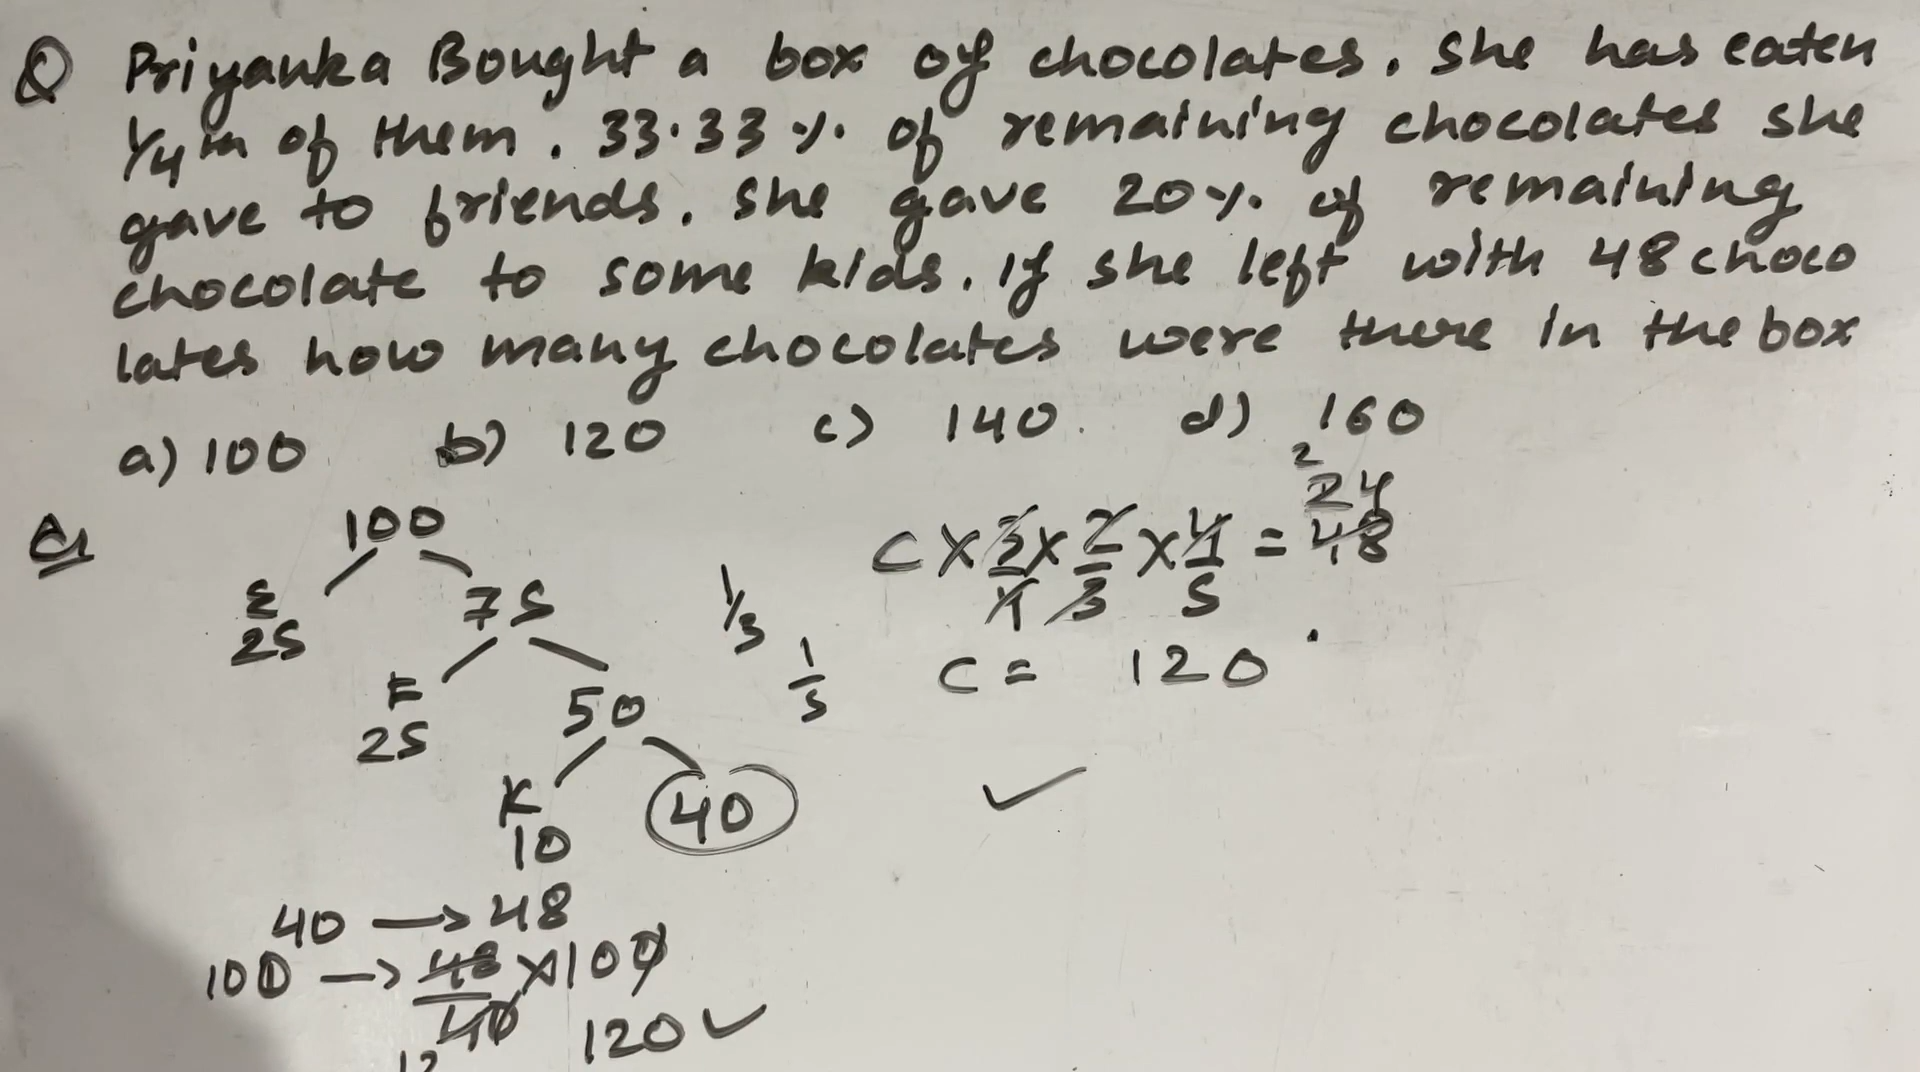 Q Priyanka Bought a box of chocolates. She has eaten
1/4th of them. 33.33 % of remaining chocolates she
gave to friends. She gave 20% of remaining
chocolate to some kids. If she left with 48 choco
lates how many chocolates were there in the box
a) 100 b) 120 c) 140. d) 160
100
E
25
75
F
25
50
K
10
40
1/3
1/5
40 → 48
100 → 48/40 × 100
12
120 ✓
2
24
C × 3/4 × 2/3 × 4/5 = 48
C = 120
✓